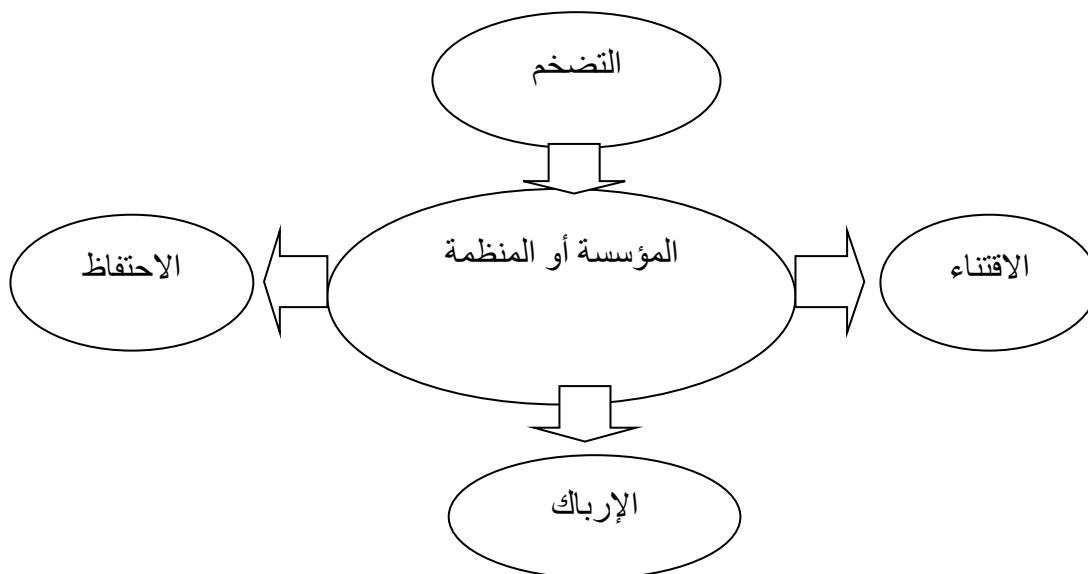 التضخم
المؤسسة أو المنظمة
الاقتناء
الاحتفاظ
الإرباك